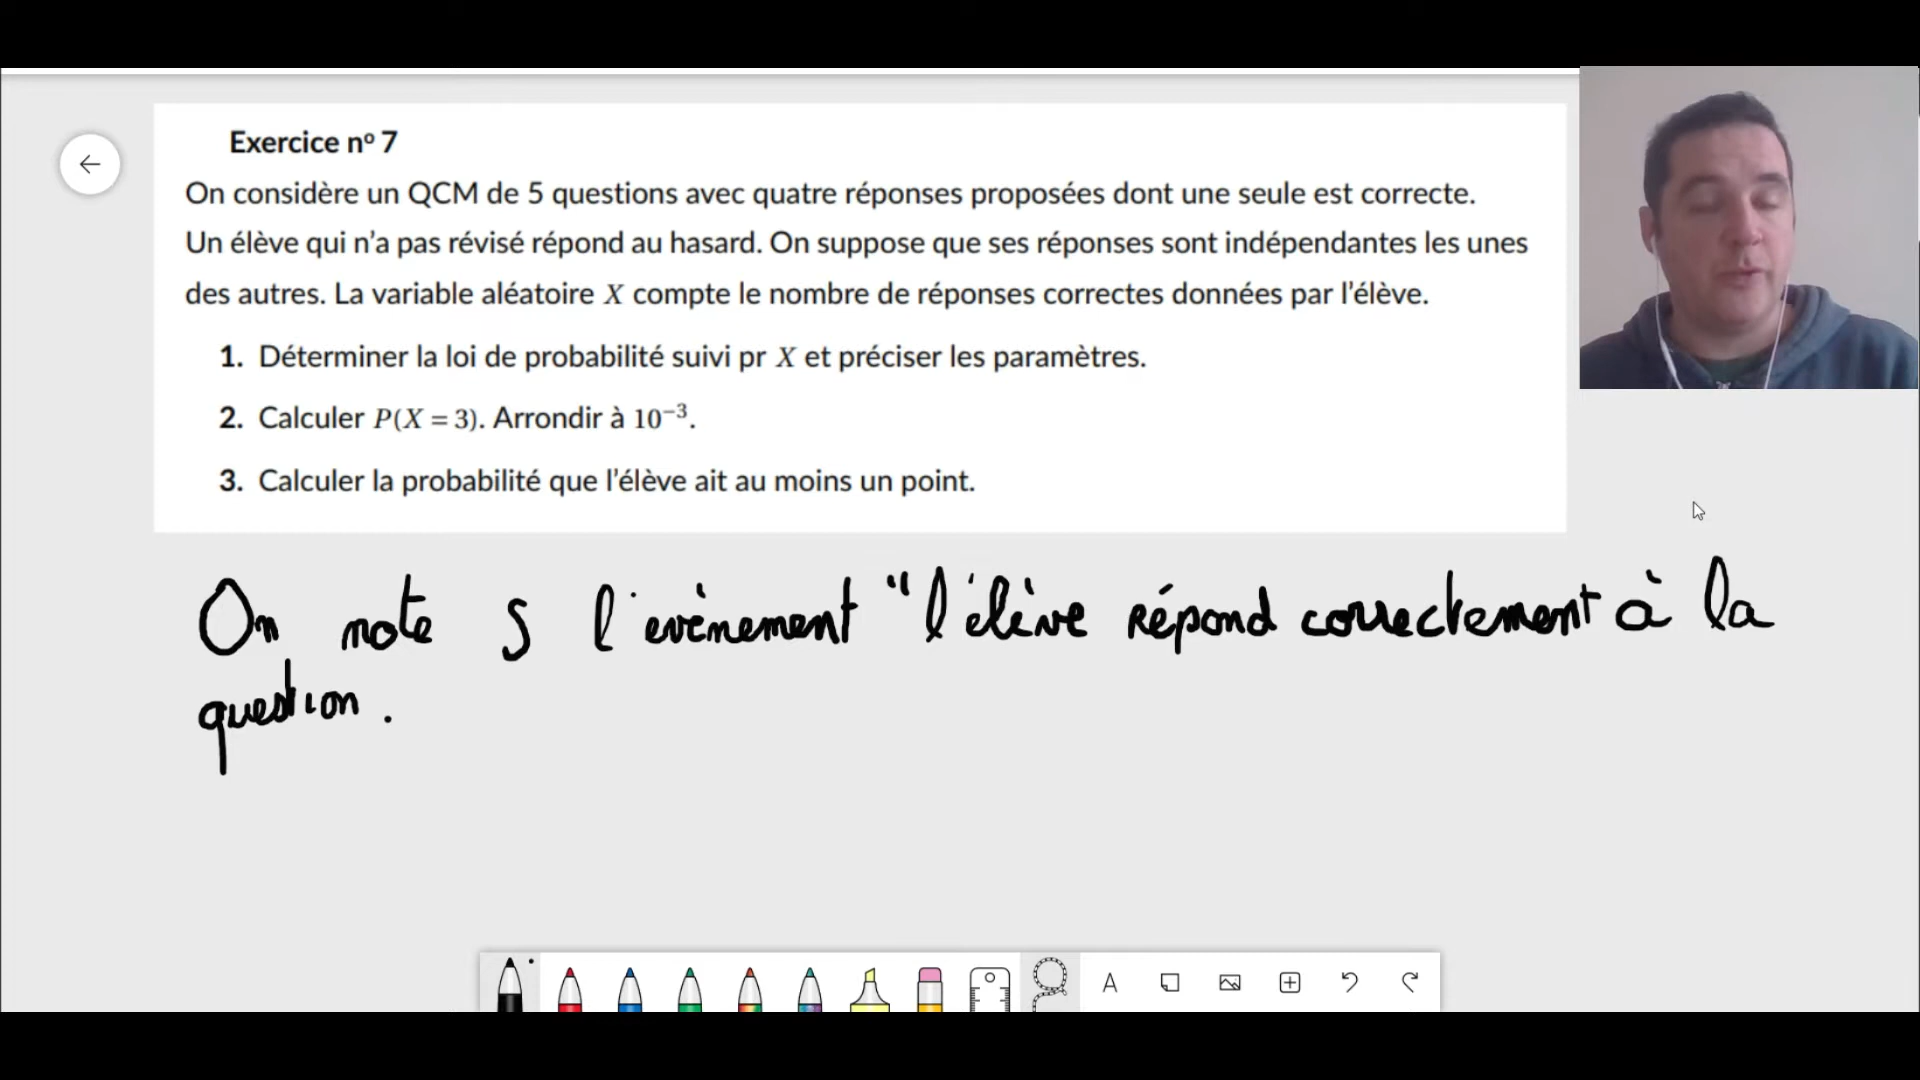 Exercice nº 7
On considère un QCM de 5 questions avec quatre réponses proposées dont une seule est correcte.
Un élève qui n'a pas révisé répond au hasard. On suppose que ses réponses sont indépendantes les unes
des autres. La variable aléatoire X compte le nombre de réponses correctes données par l'élève.
1. Déterminer la loi de probabilité suivi pr X et préciser les paramètres.
2. Calculer P(X = 3). Arrondir à 10⁻³.
3. Calculer la probabilité que l'élève ait au moins un point.
On note S l'evènement "l'élève répond correctement à la
question.
A